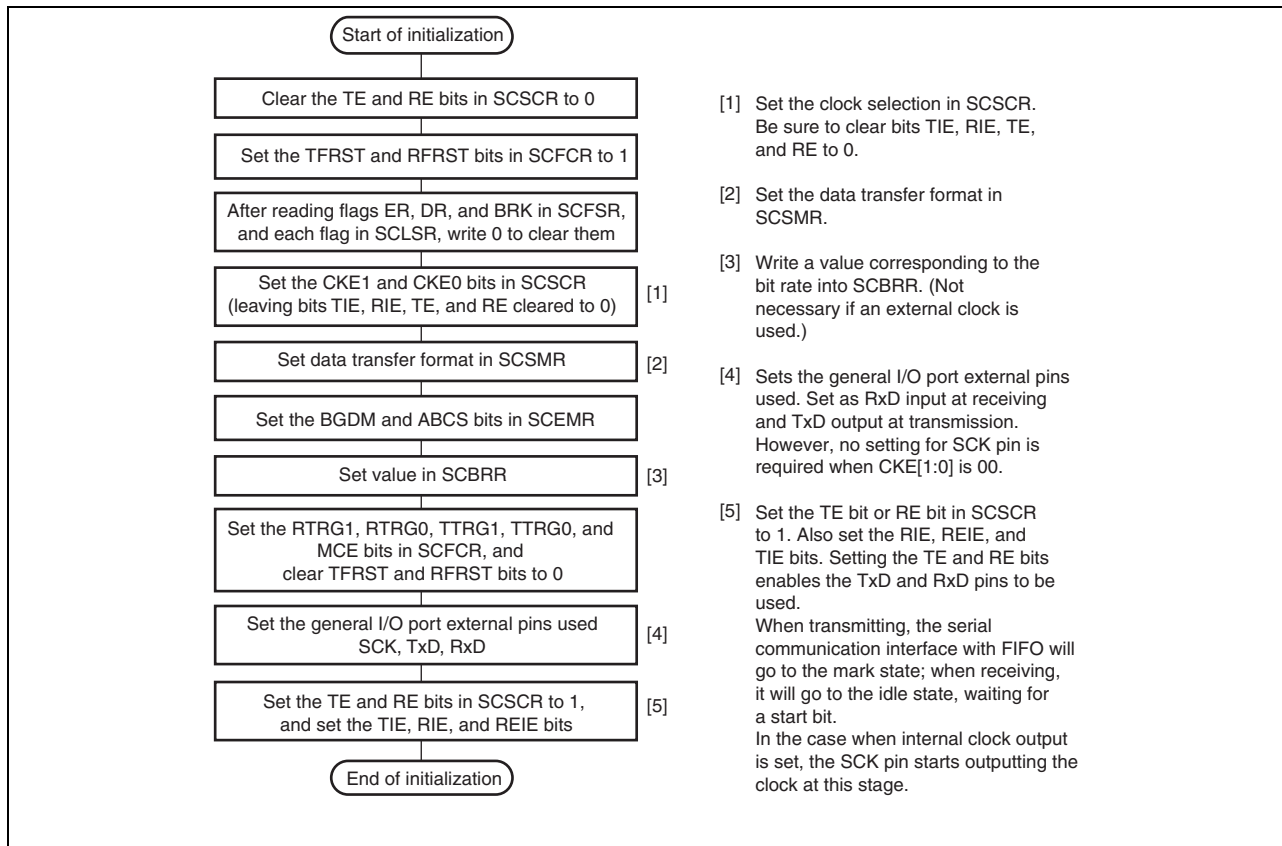 Start of initialization
Clear the TE and RE bits in SCSCR to 0
Set the TFRST and RFRST bits in SCFCR to 1
After reading flags ER, DR, and BRK in SCFSR,
and each flag in SCLSR, write 0 to clear them
Set the CKE1 and CKE0 bits in SCSCR
(leaving bits TIE, RIE, TE, and RE cleared to 0)
[1]
Set data transfer format in SCSMR
[2]
Set the BGDM and ABCS bits in SCEMR
Set value in SCBRR
[3]
Set the RTRG1, RTRG0, TTRG1, TTRG0, and
MCE bits in SCFCR, and
clear TFRST and RFRST bits to 0
Set the general I/O port external pins used
SCK, TxD, RxD
[4]
Set the TE and RE bits in SCSCR to 1,
and set the TIE, RIE, and REIE bits
[5]
End of initialization
[1] Set the clock selection in SCSCR.
Be sure to clear bits TIE, RIE, TE,
and RE to 0.
[2] Set the data transfer format in
SCSMR.
[3] Write a value corresponding to the
bit rate into SCBRR. (Not
necessary if an external clock is
used.)
[4] Sets the general I/O port external pins
used. Set as RxD input at receiving
and TxD output at transmission.
However, no setting for SCK pin is
required when CKE[1:0] is 00.
[5] Set the TE bit or RE bit in SCSCR
to 1. Also set the RIE, REIE, and
TIE bits. Setting the TE and RE bits
enables the TxD and RxD pins to be
used.
When transmitting, the serial
communication interface with FIFO will
go to the mark state; when receiving,
it will go to the idle state, waiting for
a start bit.
In the case when internal clock output
is set, the SCK pin starts outputting the
clock at this stage.